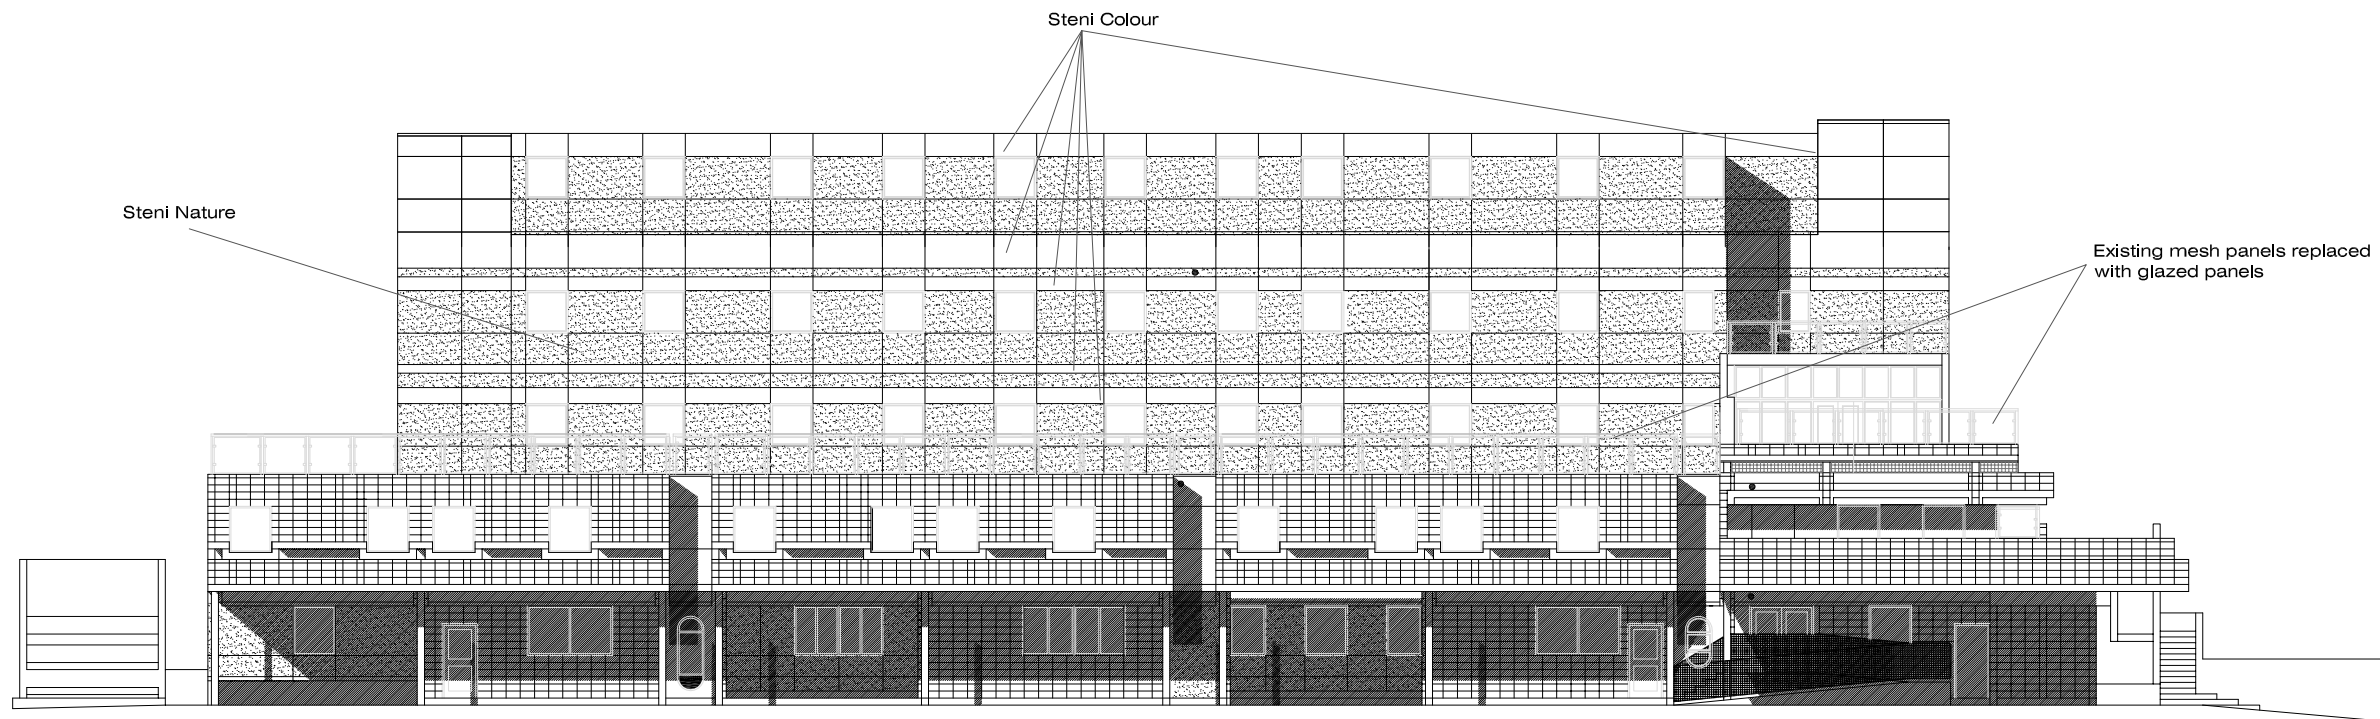 Steni Colour
Steni Nature
Existing mesh panels replaced
with glazed panels